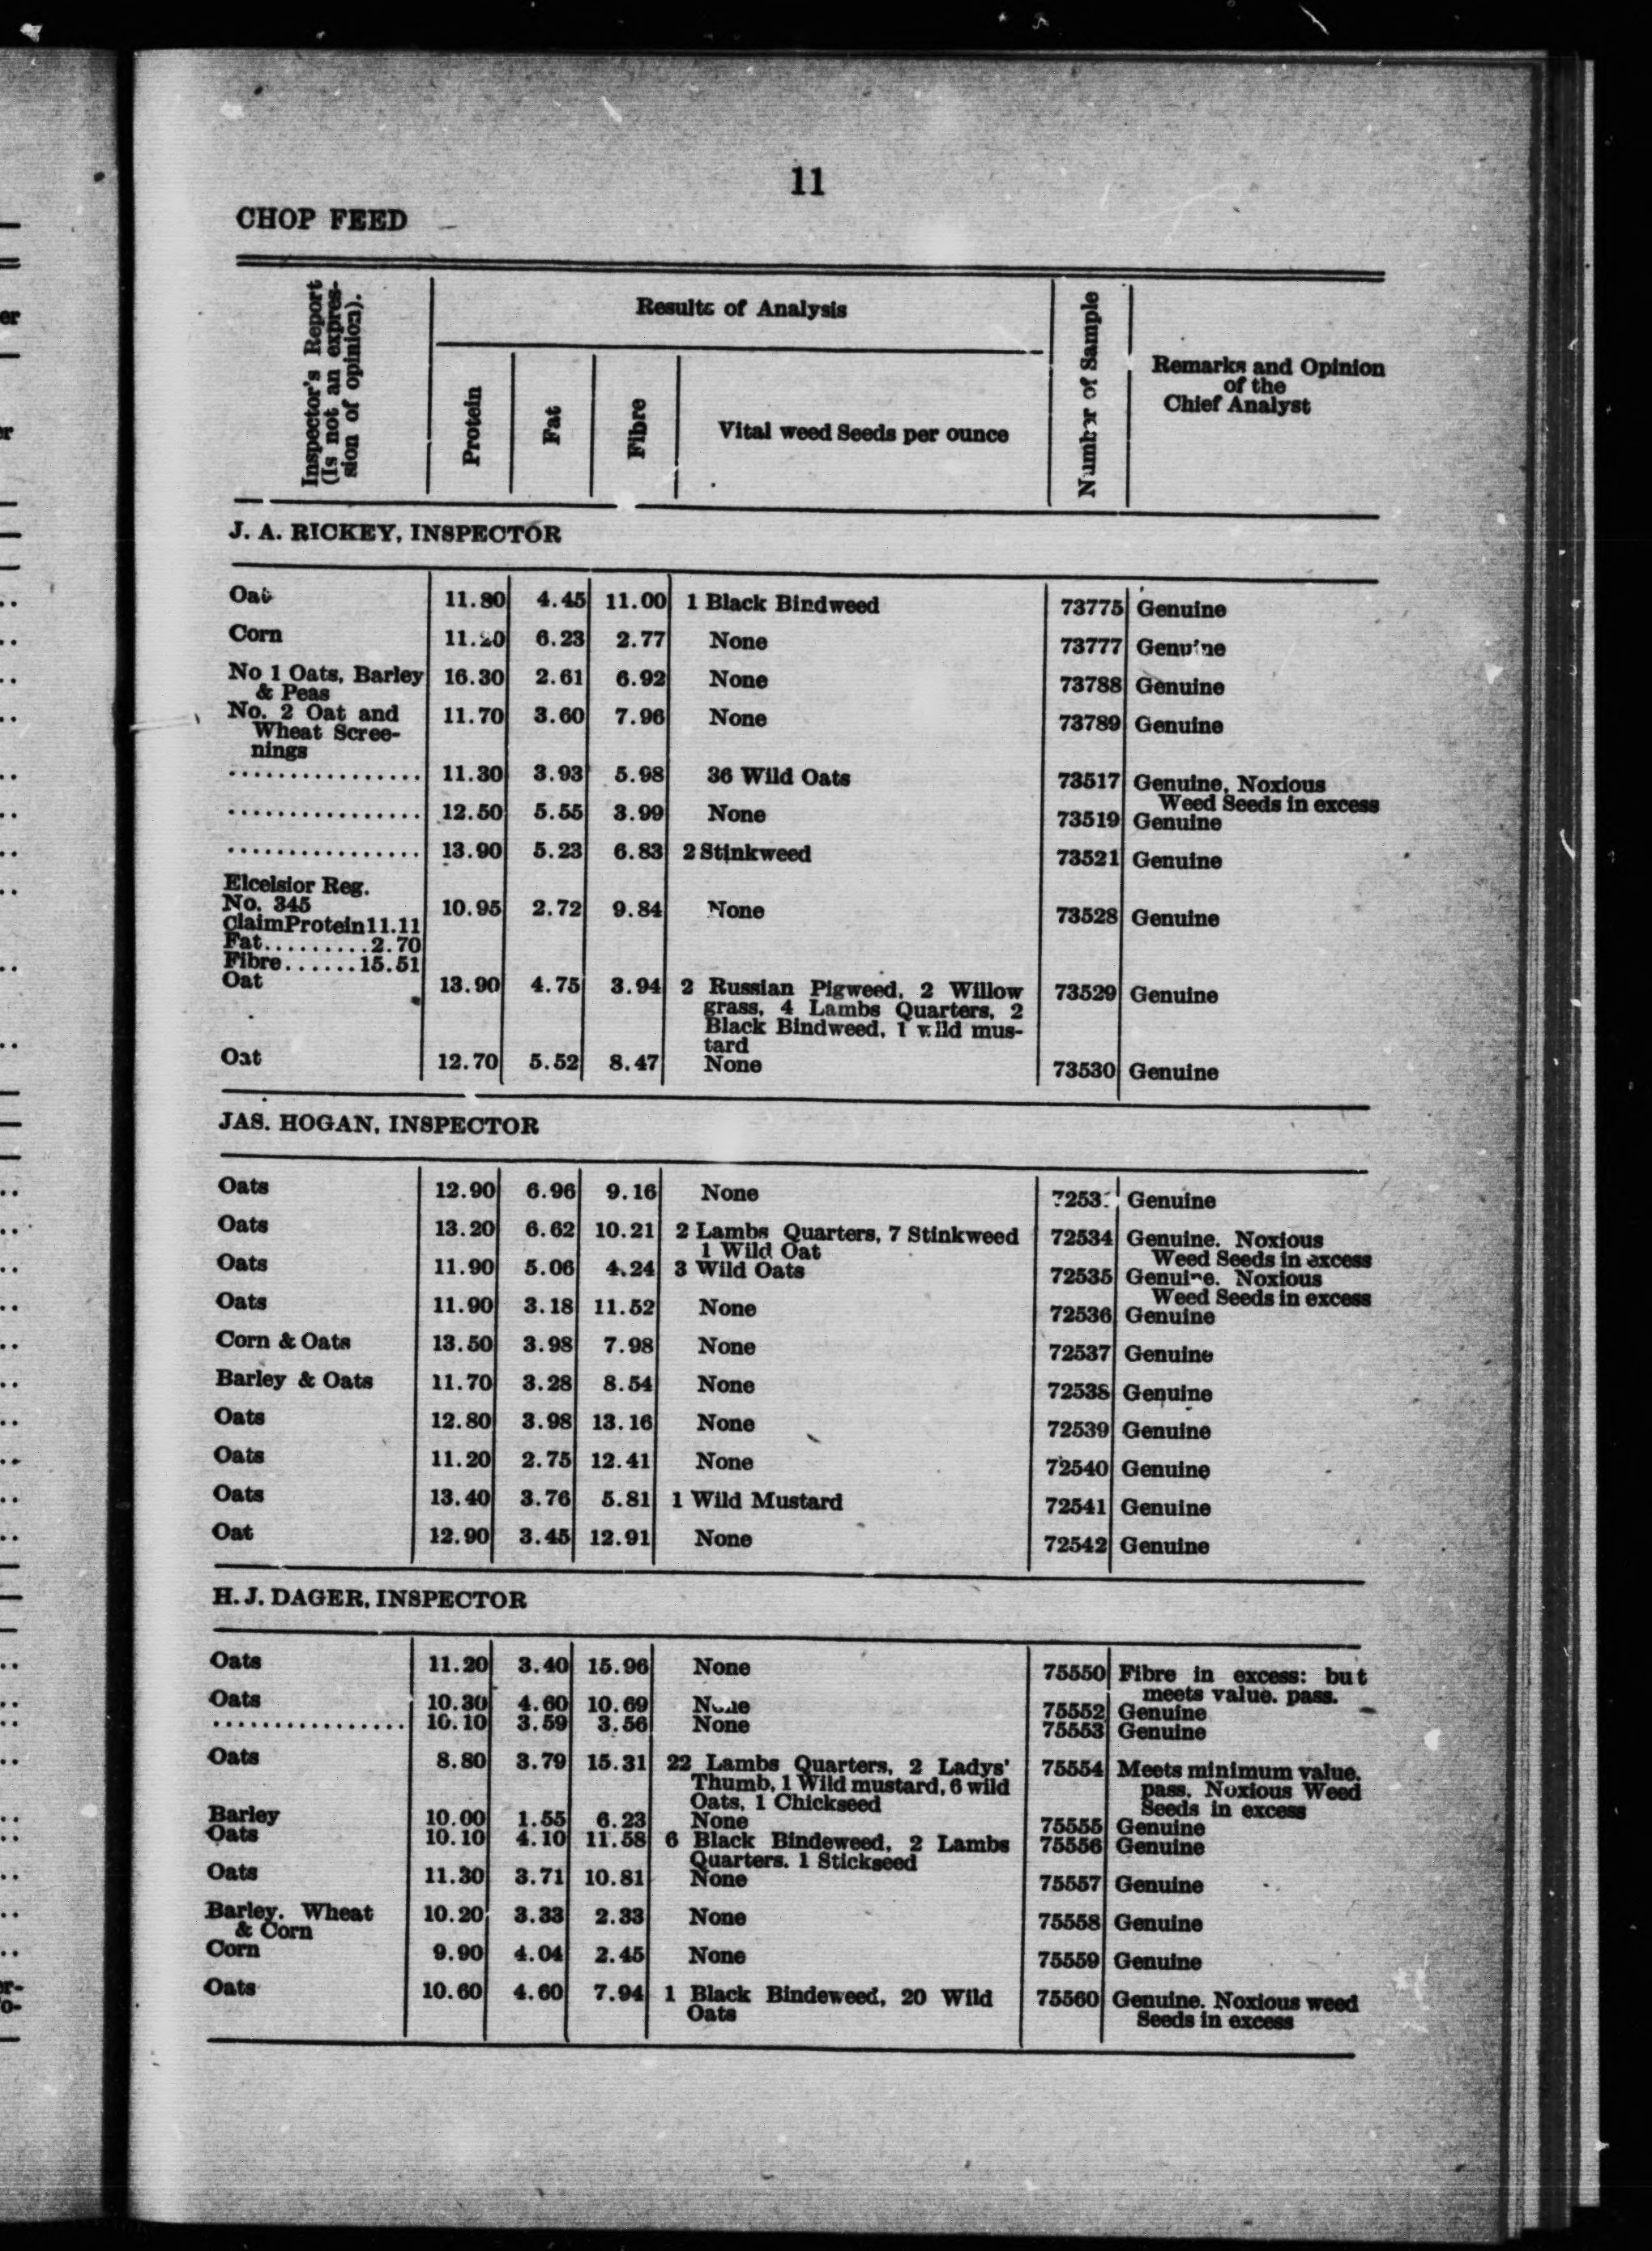 11
CHOP FEED
Inspector's Report
(Is not an expres-
sion of opinion).
Results of Analysis
Protein
Fat
Fibre
Vital weed Seeds per ounce
Number of Sample
Remarks and Opinion
of the
Chief Analyst
J. A. RICKEY, INSPECTOR
Oat 11.80 4.45 11.00 1 Black Bindweed 73775 Genuine
Corn 6.23 2.77 None 73777 Genuine
No 1 Oats, Barley 16.30 2.61 6.92 None 73788 Genuine
& Peas
No. 2 Oat and 11.70 3.60 7.96 None 73789 Genuine
Wheat Scree-
nings
................ 11.30 3.93 5.98 36 Wild Oats 73517 Genuine, Noxious
Weed Seeds in excess
................ 12.50 5.55 3.99 None 73519 Genuine
................ 13.90 5.23 6.83 2 Stinkweed 73521 Genuine
Elcelsior Reg.
No. 345 10.95 2.72 9.84 None 73528 Genuine
ClaimProtein11.11
Fat.........2.70
Fibre......15.51
Oat 13.90 4.75 3.94 2 Russian Pigweed, 2 Willow 73529 Genuine
grass, 4 Lambs Quarters, 2
Black Bindweed, 1 wild mus-
tard
Oat 12.70 5.52 8.47 None 73530 Genuine
JAS. HOGAN, INSPECTOR
Oats 12.90 6.96 9.16 None Genuine
Oats 13.20 6.62 10.21 2 Lambs Quarters, 7 Stinkweed 72534 Genuine. Noxious
1 Wild Oat Weed Seeds in excess
Oats 11.90 5.06 4.24 3 Wild Oats 72535 Genuine. Noxious
Weed Seeds in excess
Oats 11.90 3.18 11.52 None 72536 Genuine
Corn & Oats 13.50 3.98 7.98 None 72537 Genuine
Barley & Oats 11.70 3.28 8.54 None 72538 Genuine
Oats 12.80 3.98 13.16 None 72539 Genuine
Oats 11.20 2.75 12.41 None 72540 Genuine
Oats 13.40 3.76 5.81 1 Wild Mustard 72541 Genuine
Oat 12.90 3.45 12.91 None 72542 Genuine
H. J. DAGER, INSPECTOR
Oats 11.20 3.40 15.96 None 75550 Fibre in excess: but
meets value. pass.
Oats 10.30 4.60 10.69 None 75552 Genuine
................ 10.10 3.59 3.56 None 75553 Genuine
Oats 8.80 3.79 15.31 22 Lambs Quarters, 2 Ladys' 75554 Meets minimum value.
Thumb, 1 Wild mustard, 6 wild pass. Noxious Weed
Oats, 1 Chickseed Seeds in excess
Barley 10.00 1.55 6.23 None 75555 Genuine
Oats 10.10 4.10 11.58 6 Black Bindeweed, 2 Lambs 75556 Genuine
Quarters. 1 Stickseed
Oats 11.30 3.71 10.81 None 75557 Genuine
Barley. Wheat 10.20 3.33 2.33 None 75558 Genuine
& Corn
Corn 9.90 4.04 2.45 None 75559 Genuine
Oats 10.60 4.60 7.94 1 Black Bindeweed, 20 Wild 75560 Genuine. Noxious weed
Oats Seeds in excess